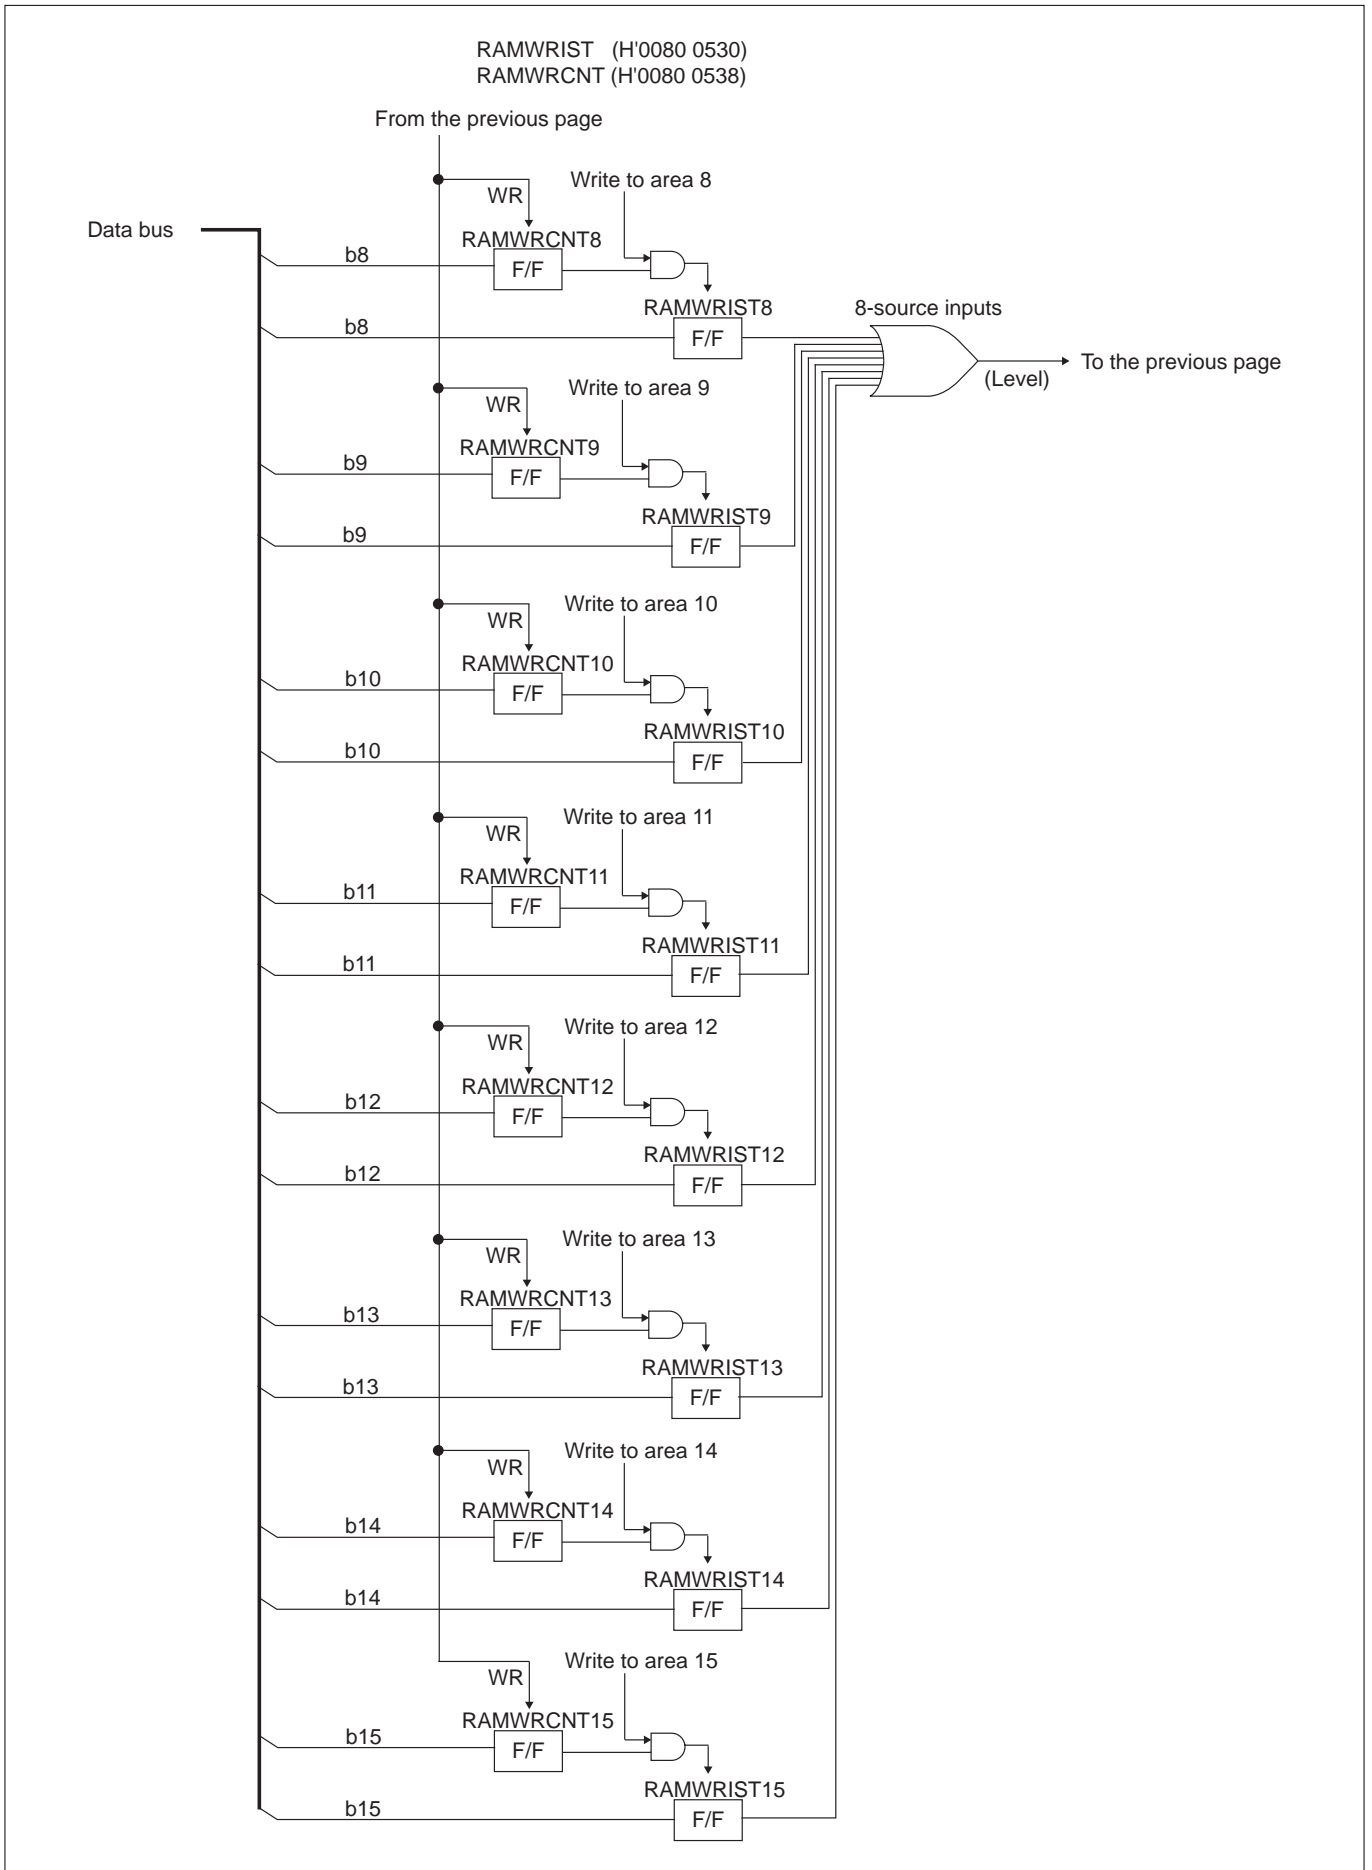 RAMWRIST (H'0080 0530)
RAMWRCNT (H'0080 0538)
From the previous page
Write to area 8
WR
Data bus
RAMWRCNT8
b8
F/F
RAMWRIST8
8-source inputs
b8
F/F
To the previous page
(Level)
Write to area 9
WR
RAMWRCNT9
b9
F/F
RAMWRIST9
b9
F/F
Write to area 10
WR
RAMWRCNT10
b10
F/F
RAMWRIST10
b10
F/F
Write to area 11
WR
RAMWRCNT11
b11
F/F
RAMWRIST11
b11
F/F
Write to area 12
WR
RAMWRCNT12
b12
F/F
RAMWRIST12
b12
F/F
Write to area 13
WR
RAMWRCNT13
b13
F/F
RAMWRIST13
b13
F/F
Write to area 14
WR
RAMWRCNT14
b14
F/F
RAMWRIST14
b14
F/F
Write to area 15
WR
RAMWRCNT15
b15
F/F
RAMWRIST15
b15
F/F